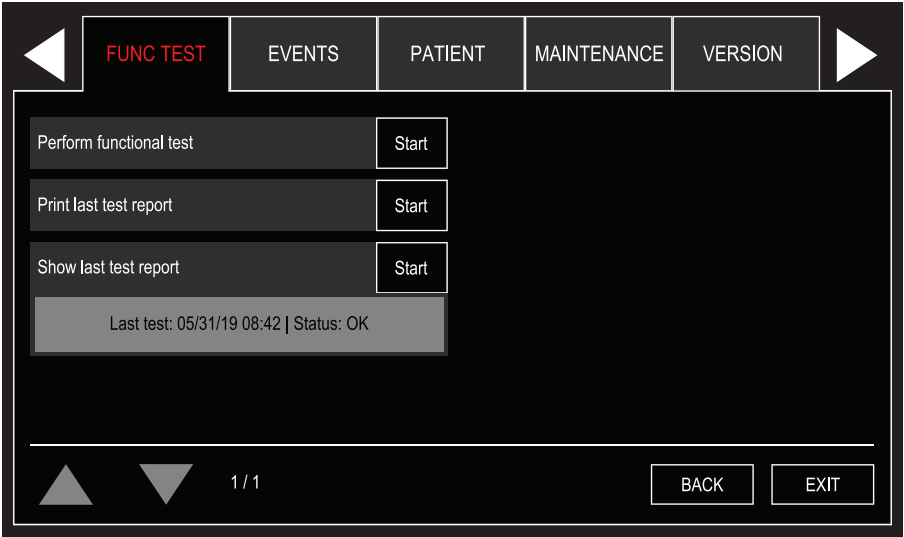 FUNC TEST EVENTS PATIENT MAINTENANCE VERSION
Perform functional test Start
Print last test report Start
Show last test report Start
Last test: 05/31/19 08:42 | Status: OK
1 / 1 BACK EXIT